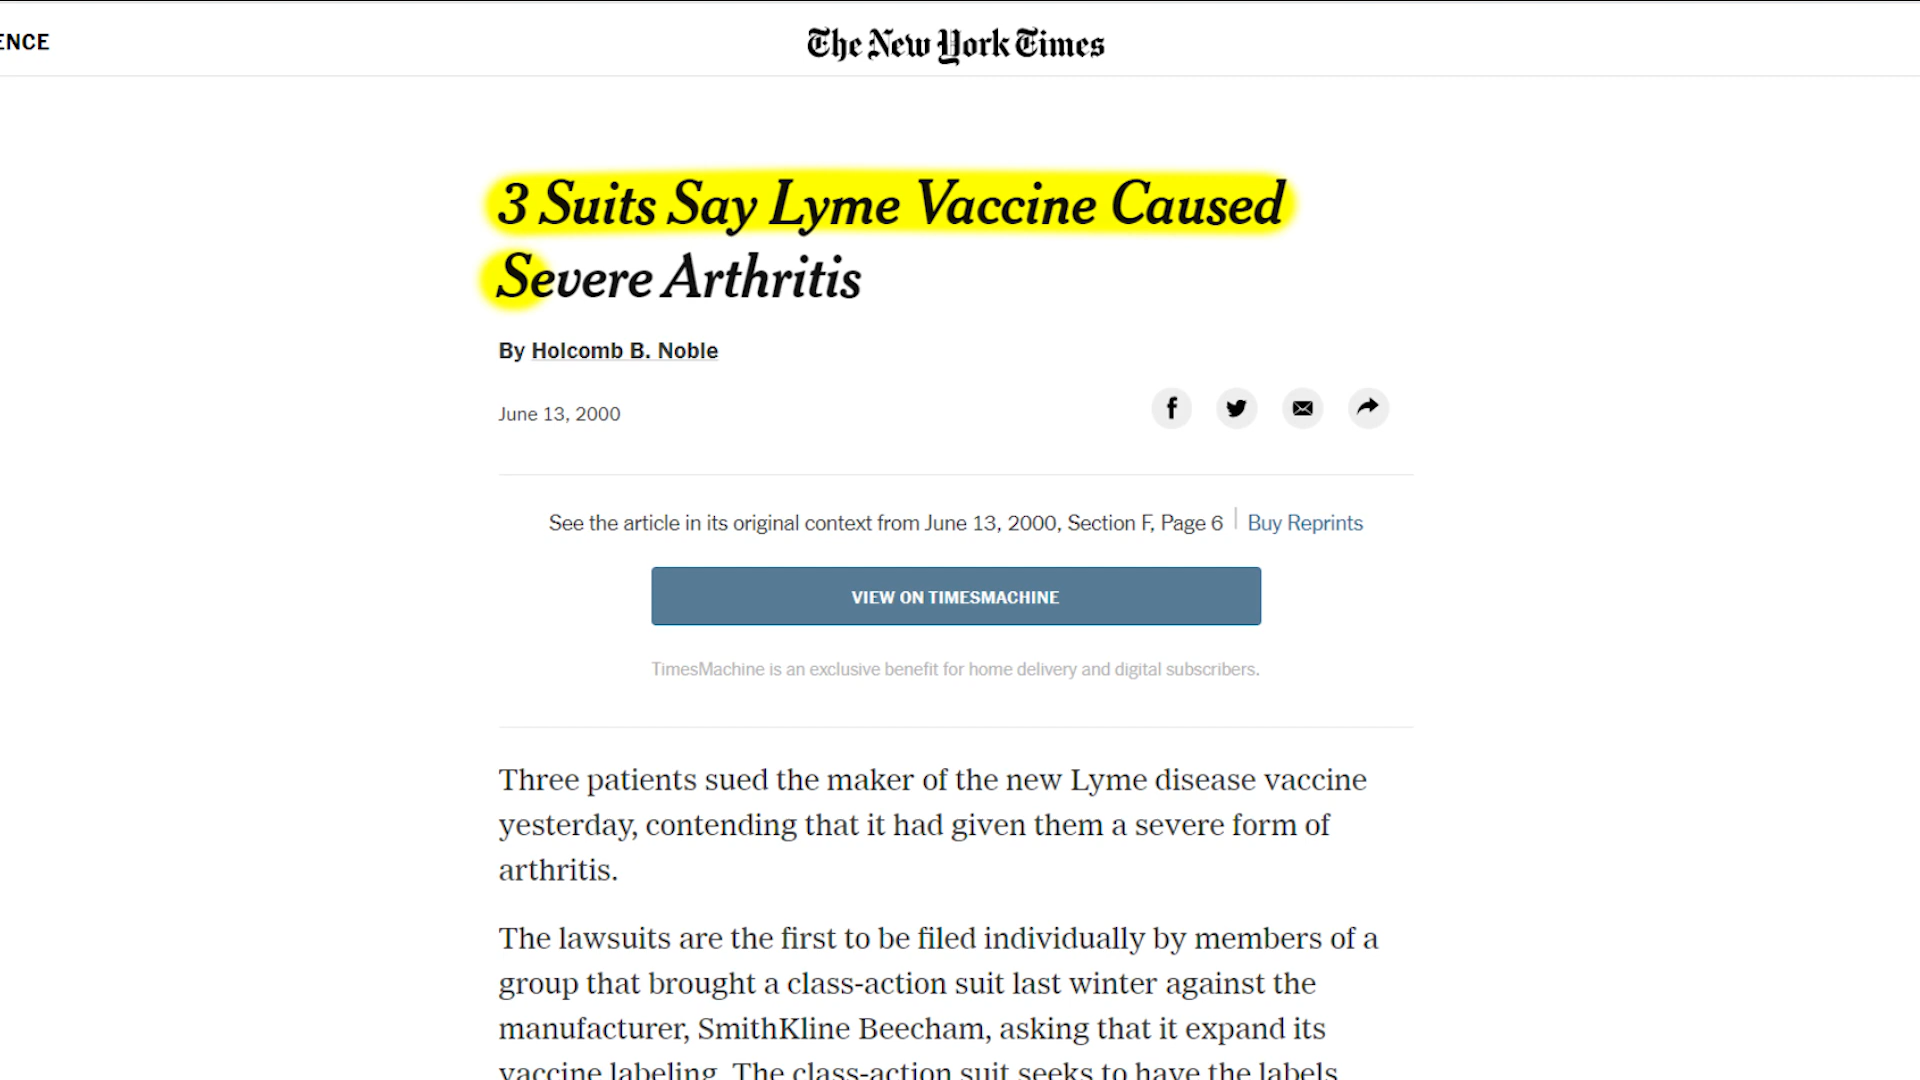 ENCE
The New York Times
3 Suits Say Lyme Vaccine Caused
Severe Arthritis
By Holcomb B. Noble
June 13, 2000
See the article in its original context from June 13, 2000, Section F, Page 6 | Buy Reprints
VIEW ON TIMESMACHINE
TimesMachine is an exclusive benefit for home delivery and digital subscribers.
Three patients sued the maker of the new Lyme disease vaccine
yesterday, contending that it had given them a severe form of
arthritis.
The lawsuits are the first to be filed individually by members of a
group that brought a class-action suit last winter against the
manufacturer, SmithKline Beecham, asking that it expand its
vaccine labeling. The class-action suit seeks to have the labels